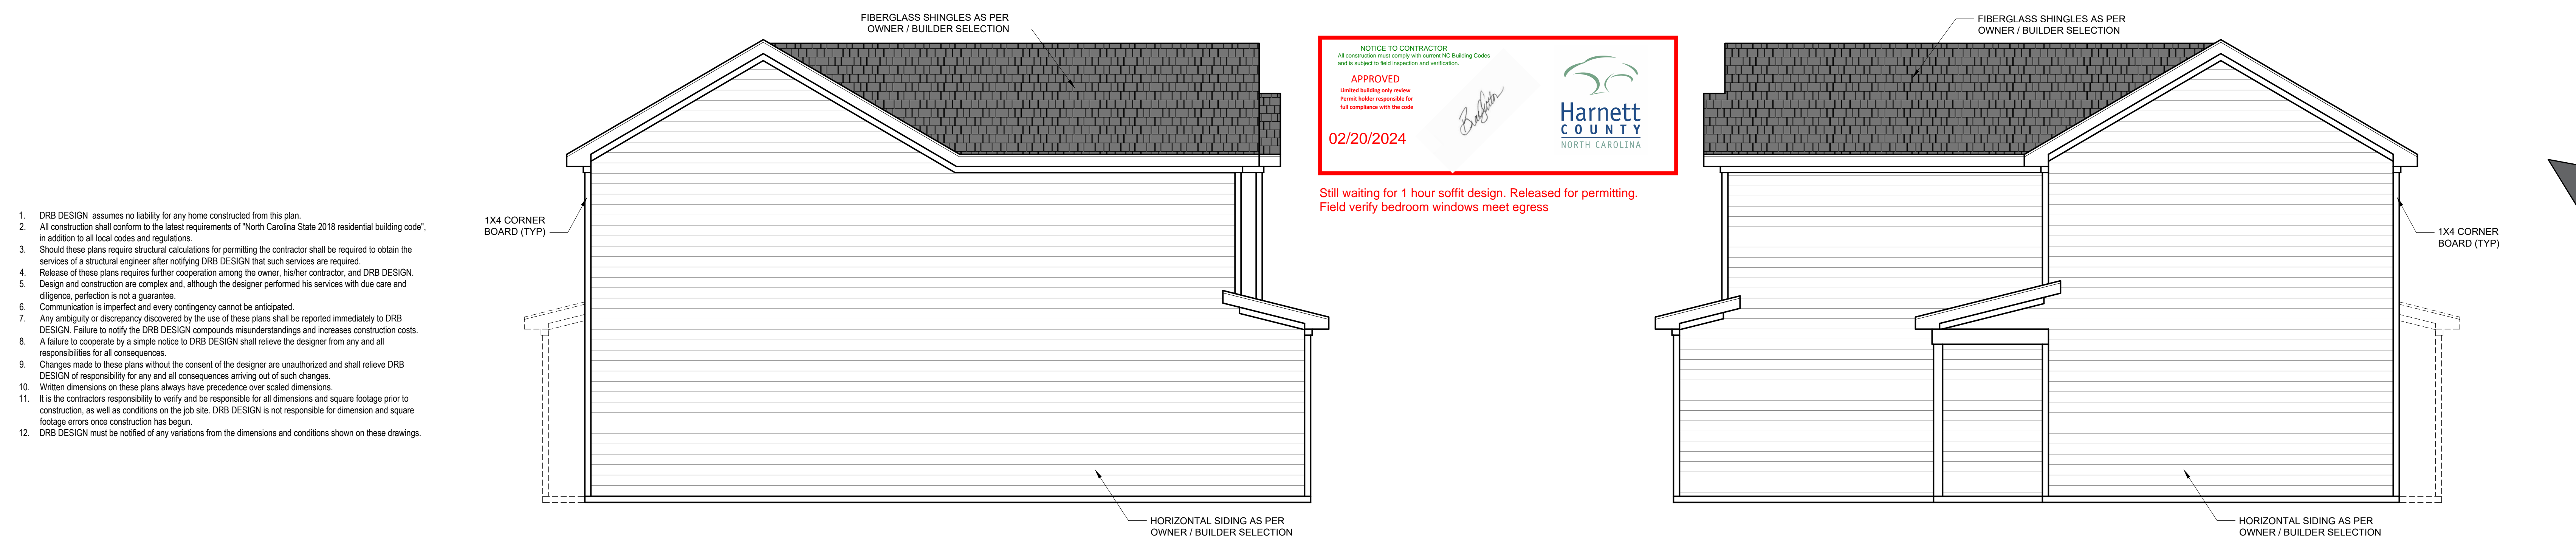 FIBERGLASS SHINGLES AS PER
OWNER / BUILDER SELECTION
1. DRB DESIGN assumes no liability for any home constructed from this plan.
2. All construction shall conform to the latest requirements of "North Carolina State 2018 residential building code",
in addition to all local codes and regulations.
3. Should these plans require structural calculations for permitting the contractor shall be required to obtain the
services of a structural engineer after notifying DRB DESIGN that such services are required.
4. Release of these plans requires further cooperation among the owner, his/her contractor, and DRB DESIGN.
5. Design and construction are complex and, although the designer performed his services with due care and
diligence, perfection is not a guarantee.
6. Communication is imperfect and every contingency cannot be anticipated.
7. Any ambiguity or discrepancy discovered by the use of these plans shall be reported immediately to DRB
DESIGN. Failure to notify the DRB DESIGN compounds misunderstandings and increases construction costs.
8. A failure to cooperate by a simple notice to DRB DESIGN shall relieve the designer from any and all
responsibilities for all consequences.
9. Changes made to these plans without the consent of the designer are unauthorized and shall relieve DRB
DESIGN of responsibility for any and all consequences arriving out of such changes.
10. Written dimensions on these plans always have precedence over scaled dimensions.
11. It is the contractors responsibility to verify and be responsible for all dimensions and square footage prior to
construction, as well as conditions on the job site. DRB DESIGN is not responsible for dimension and square
footage errors once construction has begun.
12. DRB DESIGN must be notified of any variations from the dimensions and conditions shown on these drawings.
1X4 CORNER
BOARD (TYP)
HORIZONTAL SIDING AS PER
OWNER / BUILDER SELECTION
NOTICE TO CONTRACTOR
All construction must comply with current NC Building Codes
and is subject to field inspection and verification.
APPROVED
Limited building only review
Permit holder responsible for
full compliance with the code
02/20/2024
Harnett
COUNTY
NORTH CAROLINA
Still waiting for 1 hour soffit design. Released for permitting.
Field verify bedroom windows meet egress
FIBERGLASS SHINGLES AS PER
OWNER / BUILDER SELECTION
1X4 CORNER
BOARD (TYP)
HORIZONTAL SIDING AS PER
OWNER / BUILDER SELECTION